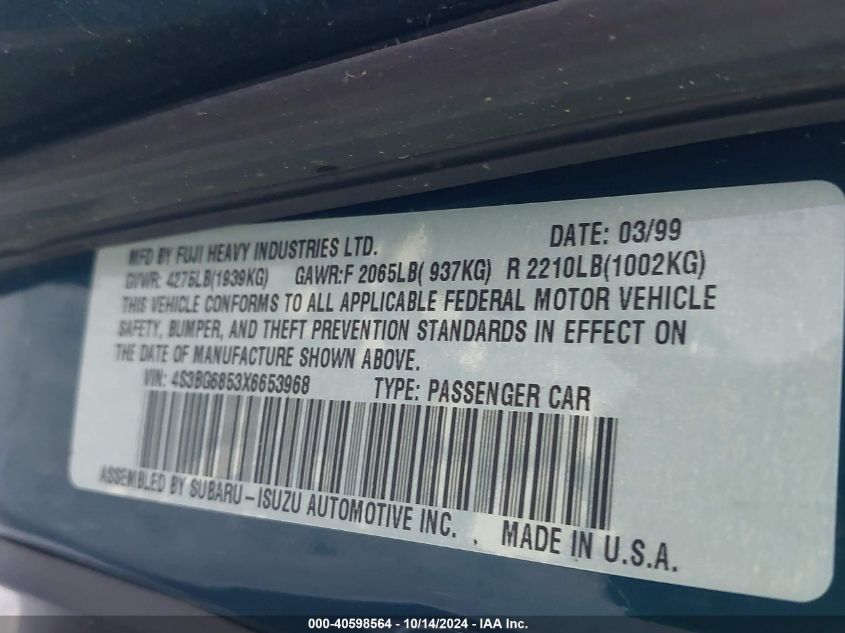 MFD BY FUJI HEAVY INDUSTRIES LTD. DATE: 03/99
GVWR: 4275LB(1939KG) GAWR:F 2065LB( 937KG) R 2210LB(1002KG)
THIS VEHICLE CONFORMS TO ALL APPLICABLE FEDERAL MOTOR VEHICLE
SAFETY, BUMPER, AND THEFT PREVENTION STANDARDS IN EFFECT ON
THE DATE OF MANUFACTURE SHOWN ABOVE.
VIN: 4S3BG6853X6653968 TYPE: PASSENGER CAR
ASSEMBLED BY SUBARU-ISUZU AUTOMOTIVE INC. . MADE IN U.S.A.
000-40598564 - 10/14/2024 - IAA Inc.